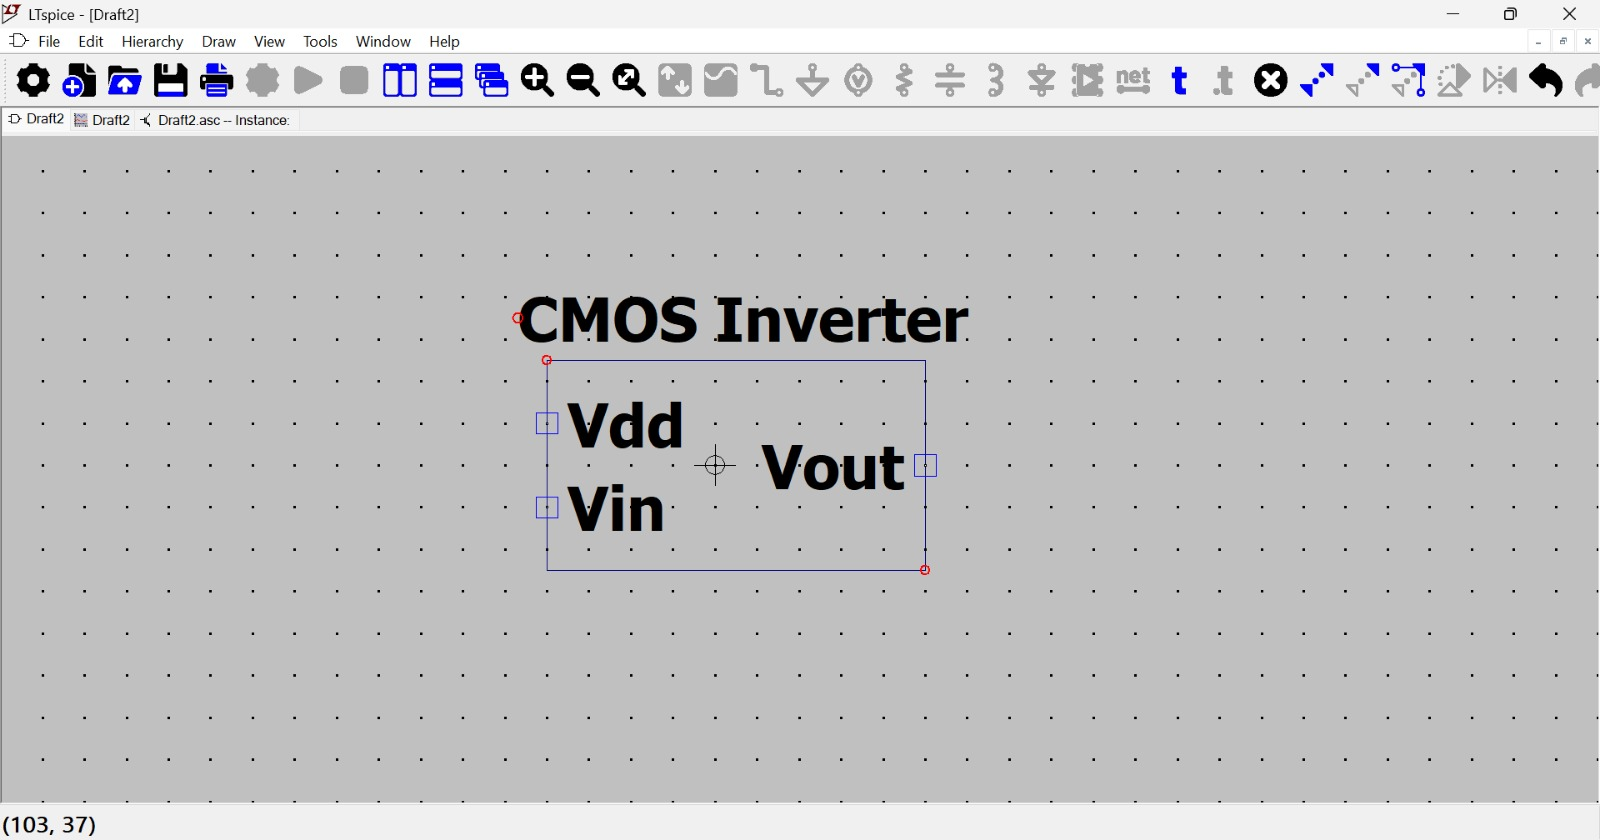 LTspice - [Draft2]
File Edit Hierarchy Draw View Tools Window Help
net t .t
Draft2 Draft2 Draft2.asc -- Instance:
CMOS Inverter
Vdd
Vout
Vin
(103, 37)